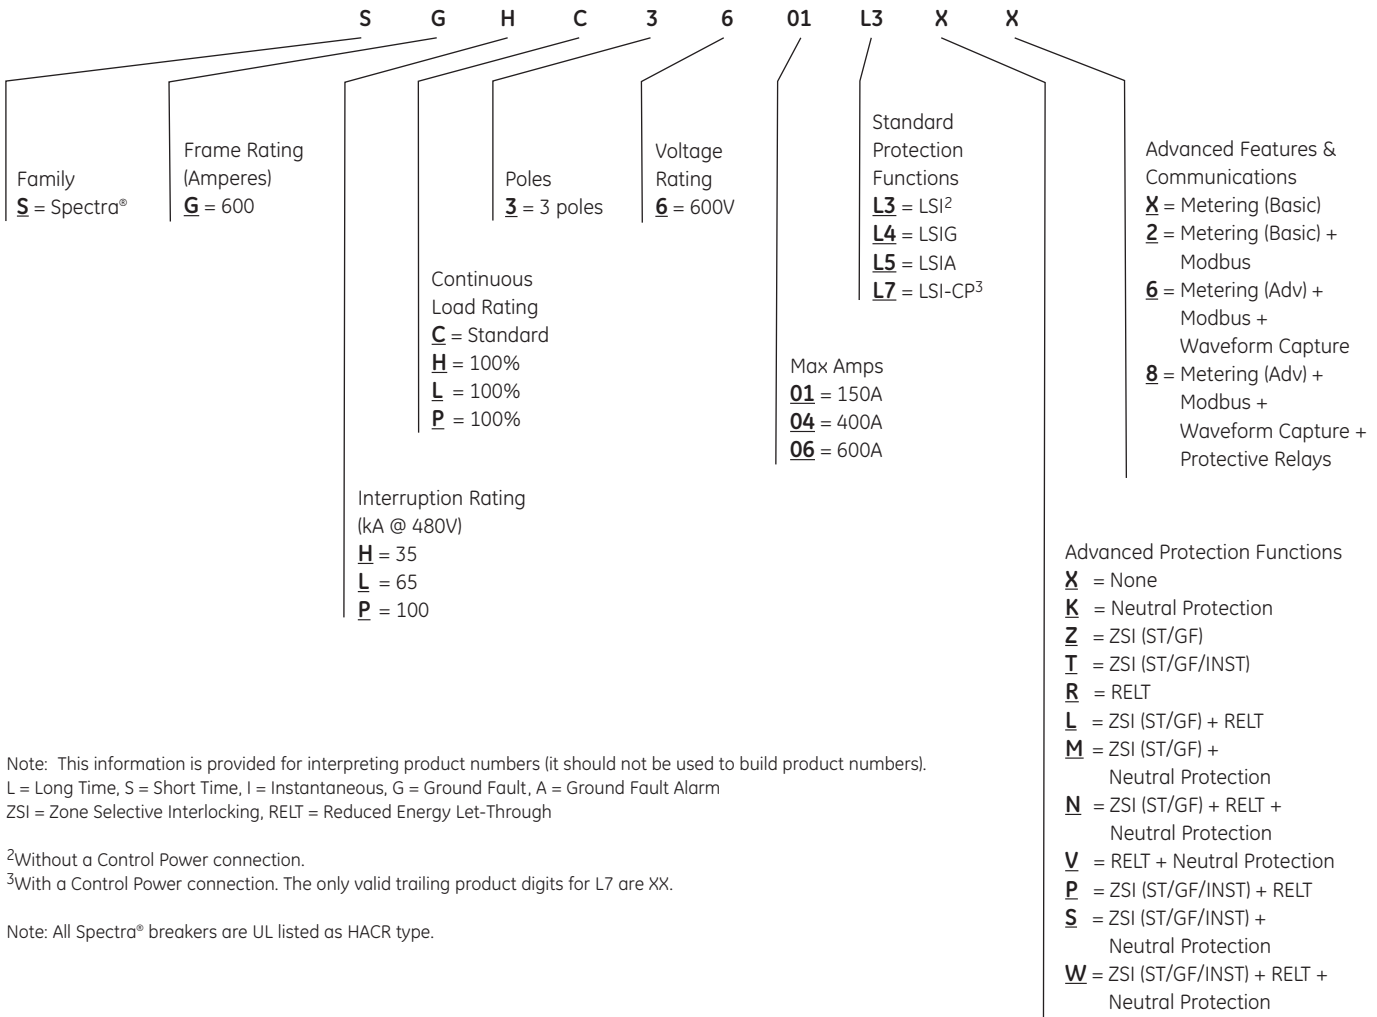 S G H C 3 6 01 L3 X X
Family
S = Spectra®
Frame Rating
(Amperes)
G = 600
Interruption Rating
(kA @ 480V)
H = 35
L = 65
P = 100
Continuous
Load Rating
C = Standard
H = 100%
L = 100%
P = 100%
Poles
3 = 3 poles
Voltage
Rating
6 = 600V
Max Amps
01 = 150A
04 = 400A
06 = 600A
Standard
Protection
Functions
L3 = LSI²
L4 = LSIG
L5 = LSIA
L7 = LSI-CP³
Advanced Features &
Communications
X = Metering (Basic)
2 = Metering (Basic) +
Modbus
6 = Metering (Adv) +
Modbus +
Waveform Capture
8 = Metering (Adv) +
Modbus +
Waveform Capture +
Protective Relays
Advanced Protection Functions
X = None
K = Neutral Protection
Z = ZSI (ST/GF)
T = ZSI (ST/GF/INST)
R = RELT
L = ZSI (ST/GF) + RELT
M = ZSI (ST/GF) +
Neutral Protection
N = ZSI (ST/GF) + RELT +
Neutral Protection
V = RELT + Neutral Protection
P = ZSI (ST/GF/INST) + RELT
S = ZSI (ST/GF/INST) +
Neutral Protection
W = ZSI (ST/GF/INST) + RELT +
Neutral Protection
Note: This information is provided for interpreting product numbers (it should not be used to build product numbers).
L = Long Time, S = Short Time, I = Instantaneous, G = Ground Fault, A = Ground Fault Alarm
ZSI = Zone Selective Interlocking, RELT = Reduced Energy Let-Through
²Without a Control Power connection.
³With a Control Power connection. The only valid trailing product digits for L7 are XX.
Note: All Spectra® breakers are UL listed as HACR type.